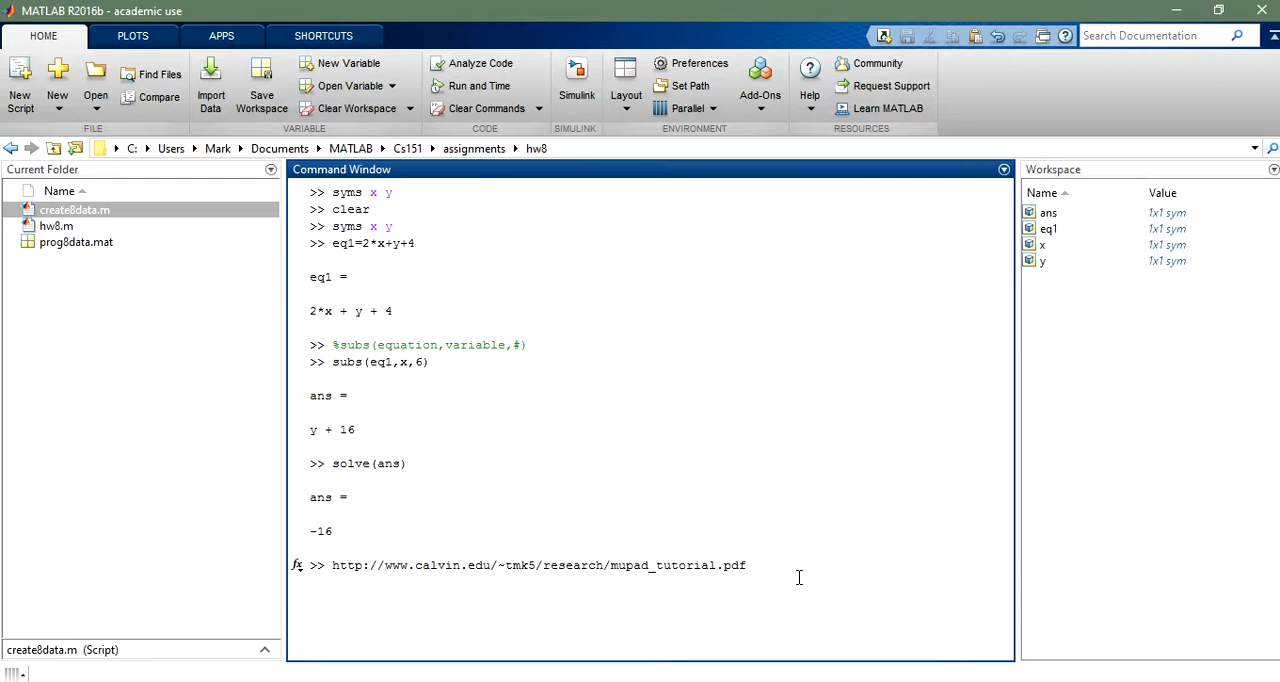 MATLAB R2016b - academic use
HOME PLOTS APPS SHORTCUTS Search Documentation
New Script
New
Open
Find Files
Compare
FILE
Import Data
Save Workspace
New Variable
Open Variable
Clear Workspace
VARIABLE
Analyze Code
Run and Time
Clear Commands
CODE
Simulink
SIMULINK
Layout
Preferences
Set Path
Parallel
Add-Ons
ENVIRONMENT
Help
Community
Request Support
Learn MATLAB
RESOURCES
C: Users Mark Documents MATLAB Cs151 assignments hw8
Current Folder
Name
create8data.m
hw8.m
prog8data.mat
create8data.m (Script)
Command Window
>> syms x y
>> clear
>> syms x y
>> eq1=2*x+y+4
eq1 =
2*x + y + 4
>> %subs(equation,variable,#)
>> subs(eq1,x,6)
ans =
y + 16
>> solve(ans)
ans =
-16
fx >> http://www.calvin.edu/~tmk5/research/mupad_tutorial.pdf
Workspace
Name Value
ans 1x1 sym
eq1 1x1 sym
x 1x1 sym
y 1x1 sym